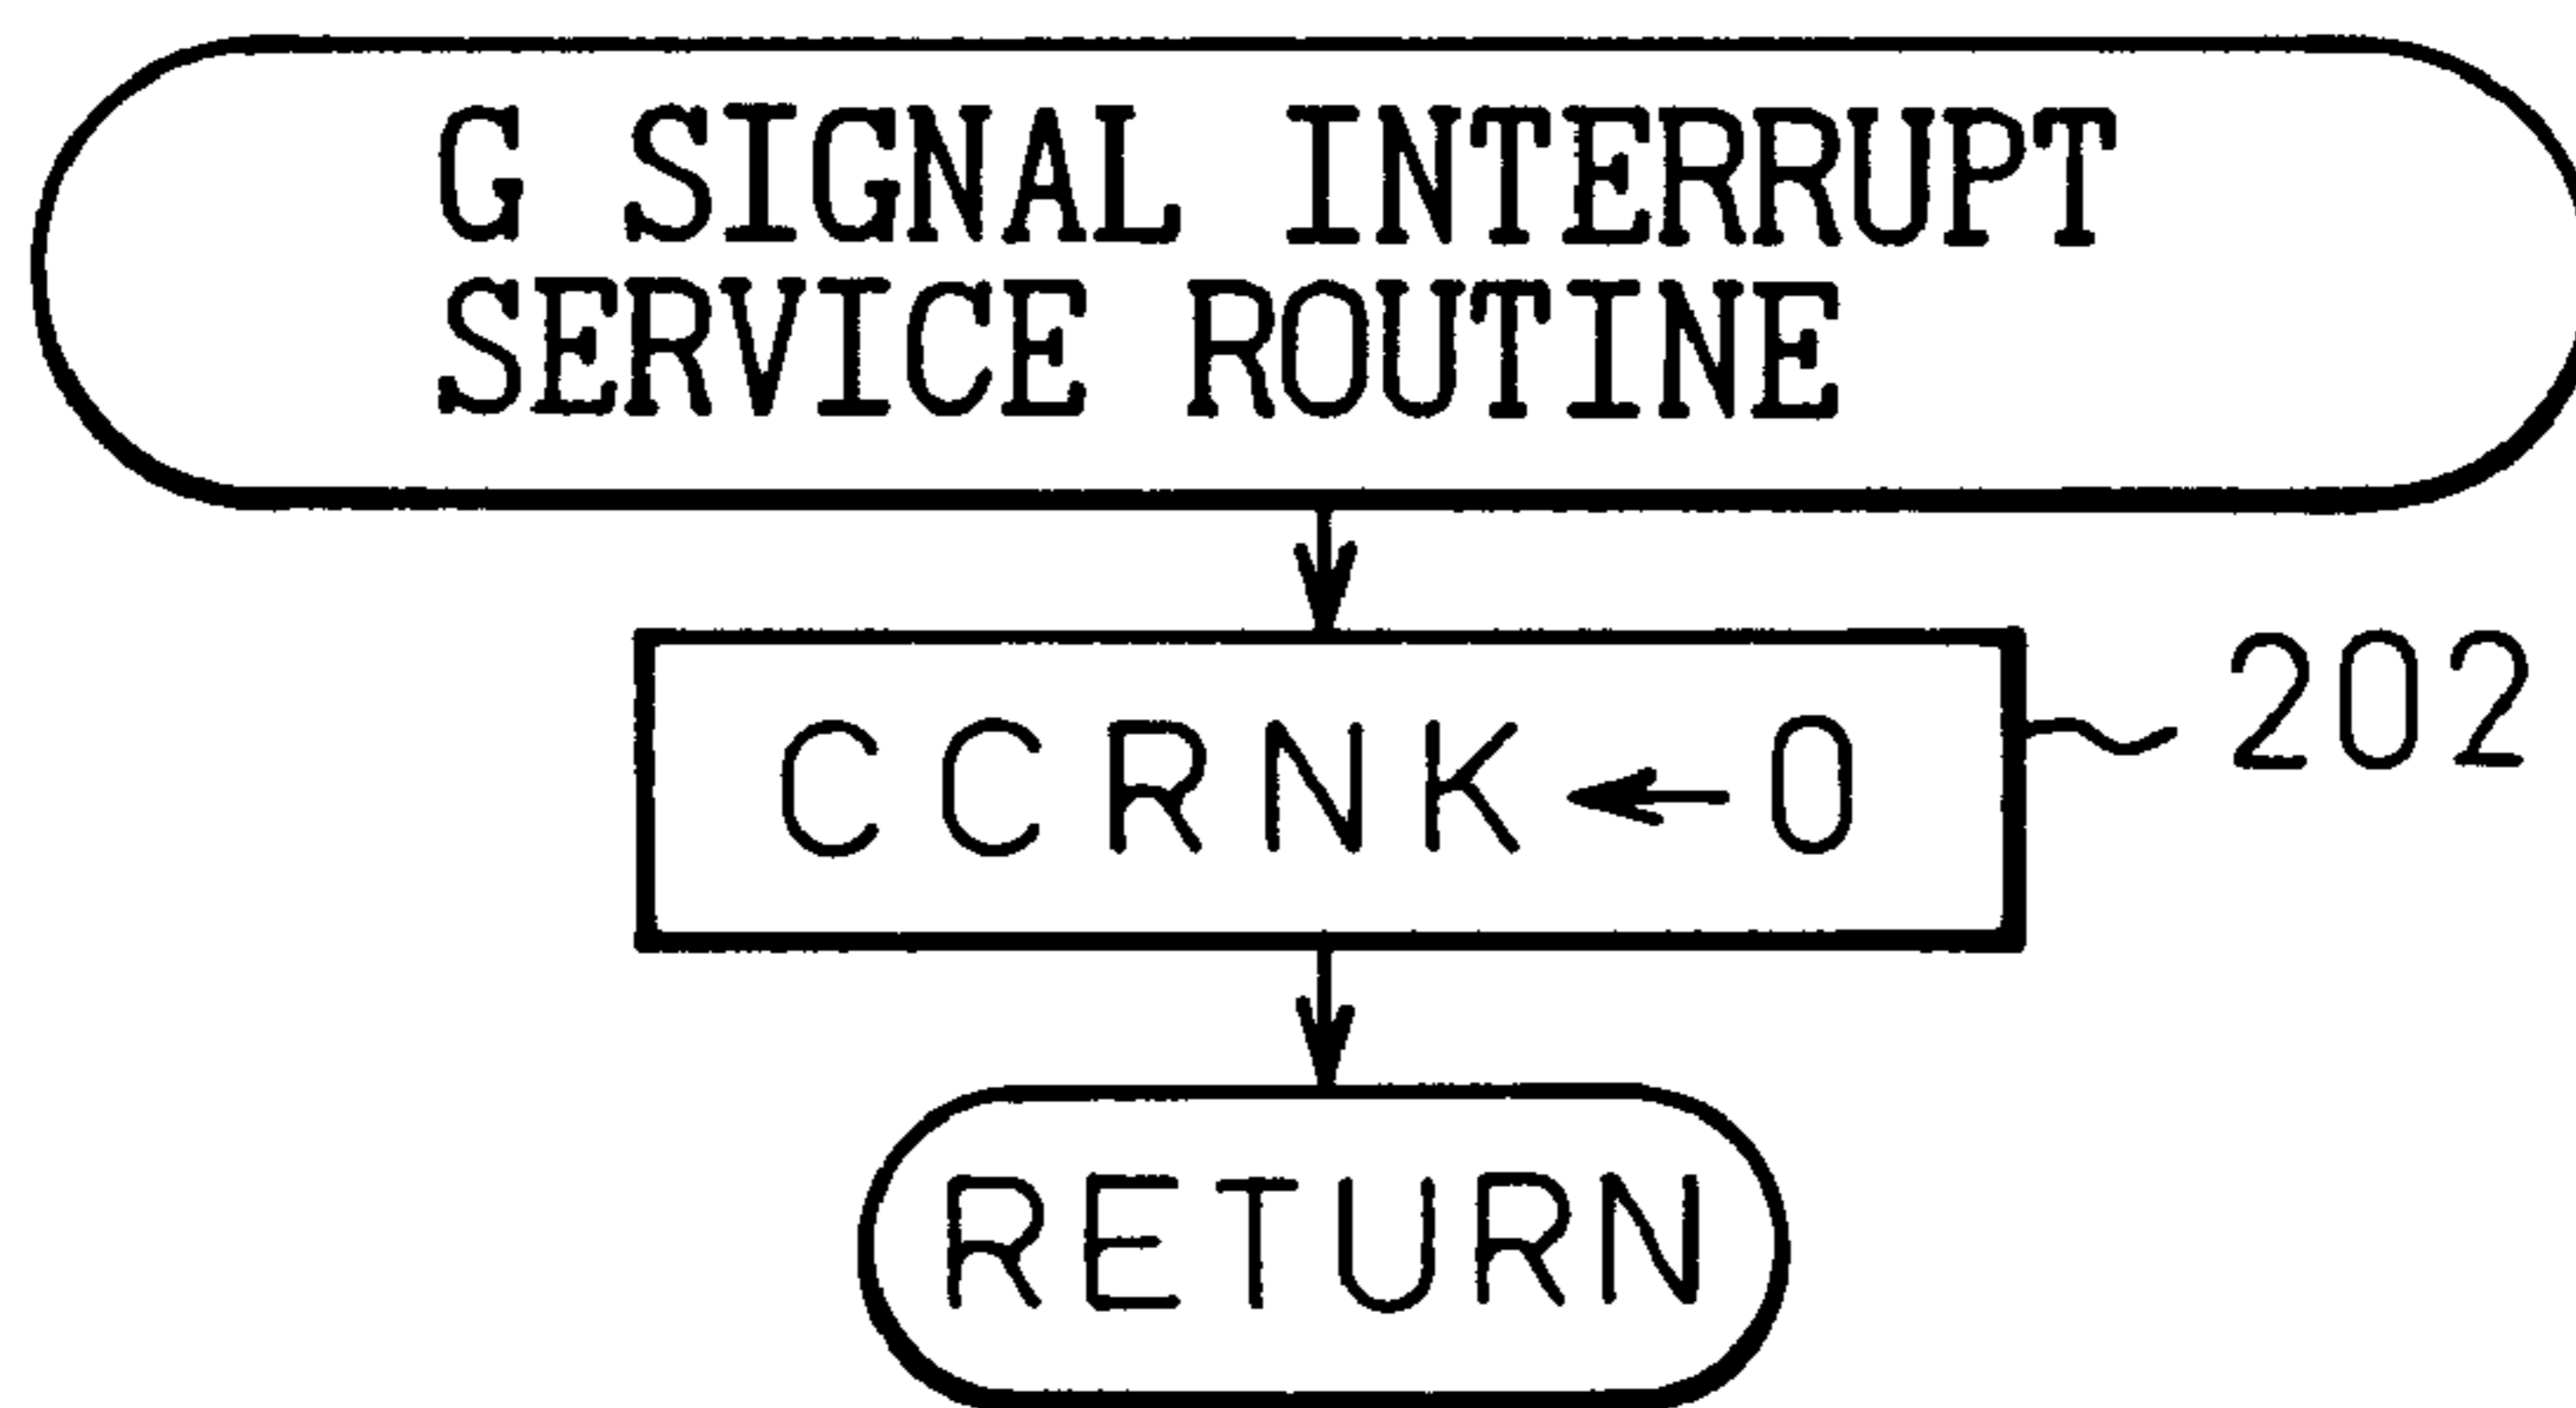 G SIGNAL INTERRUPT
SERVICE ROUTINE
CCRNK←0
202
RETURN